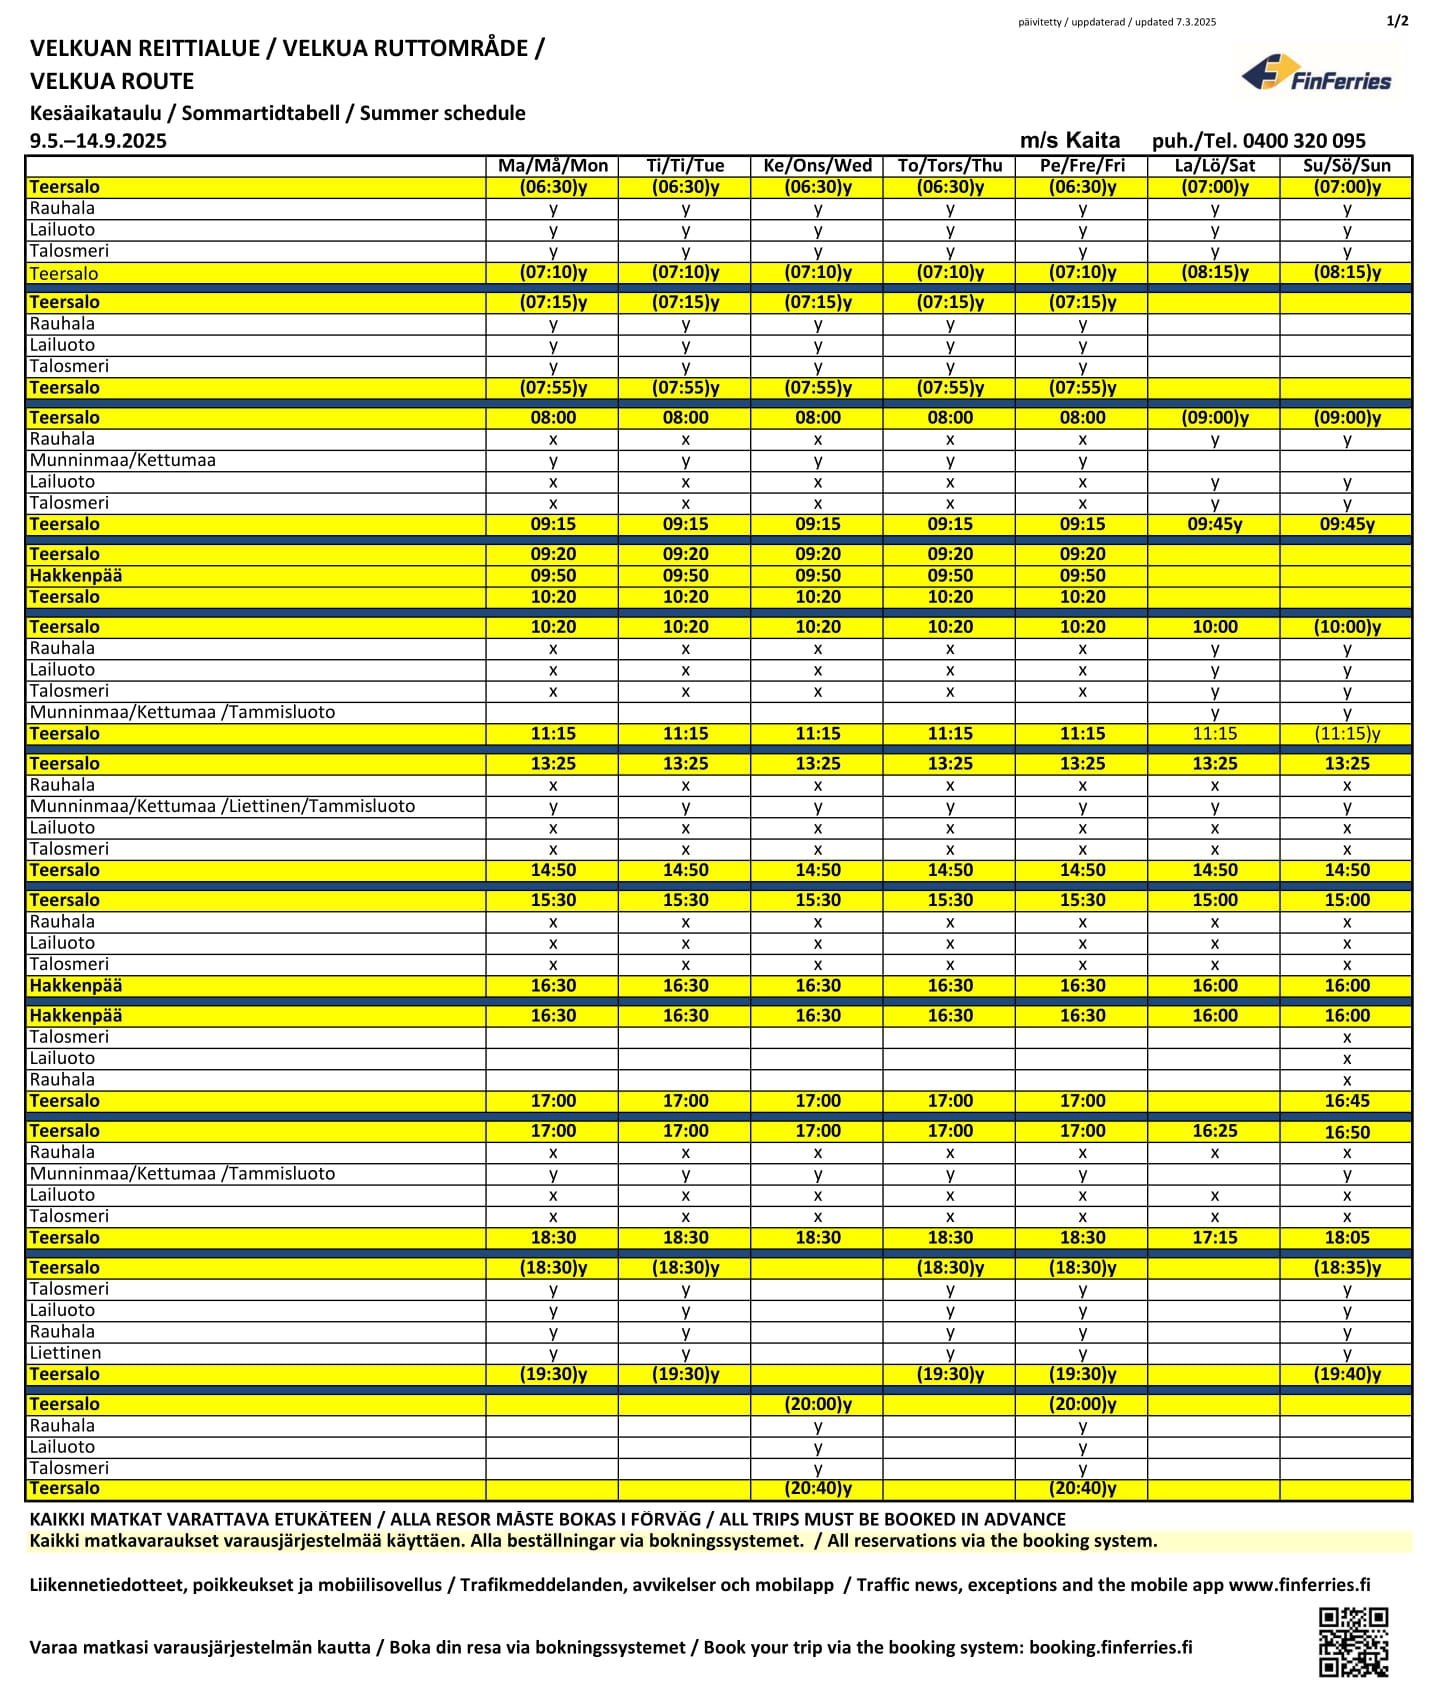 päivitetty / uppdaterad / updated 7.3.2025 1/2
VELKUAN REITTIALUE / VELKUA RUTTOMRÅDE /
VELKUA ROUTE
FinFerries
Kesäaikataulu / Sommartidtabell / Summer schedule
9.5.–14.9.2025 m/s Kaita puh./Tel. 0400 320 095
Ma/Må/Mon Ti/Ti/Tue Ke/Ons/Wed To/Tors/Thu Pe/Fre/Fri La/Lö/Sat Su/Sö/Sun
Teersalo (06:30)y (06:30)y (06:30)y (06:30)y (06:30)y (07:00)y (07:00)y
Rauhala y y y y y y y
Lailuoto y y y y y y y
Talosmeri y y y y y y y
Teersalo (07:10)y (07:10)y (07:10)y (07:10)y (07:10)y (08:15)y (08:15)y
Teersalo (07:15)y (07:15)y (07:15)y (07:15)y (07:15)y
Rauhala y y y y y
Lailuoto y y y y y
Talosmeri y y y y y
Teersalo (07:55)y (07:55)y (07:55)y (07:55)y (07:55)y
Teersalo 08:00 08:00 08:00 08:00 08:00 (09:00)y (09:00)y
Rauhala x x x x x y y
Munninmaa/Kettumaa y y y y y
Lailuoto x x x x x y y
Talosmeri x x x x x y y
Teersalo 09:15 09:15 09:15 09:15 09:15 09:45y 09:45y
Teersalo 09:20 09:20 09:20 09:20 09:20
Hakkenpää 09:50 09:50 09:50 09:50 09:50
Teersalo 10:20 10:20 10:20 10:20 10:20
Teersalo 10:20 10:20 10:20 10:20 10:20 10:00 (10:00)y
Rauhala x x x x x y y
Lailuoto x x x x x y y
Talosmeri x x x x x y y
Munninmaa/Kettumaa /Tammisluoto y y
Teersalo 11:15 11:15 11:15 11:15 11:15 11:15 (11:15)y
Teersalo 13:25 13:25 13:25 13:25 13:25 13:25 13:25
Rauhala x x x x x x x
Munninmaa/Kettumaa /Liettinen/Tammisluoto y y y y y y y
Lailuoto x x x x x x x
Talosmeri x x x x x x x
Teersalo 14:50 14:50 14:50 14:50 14:50 14:50 14:50
Teersalo 15:30 15:30 15:30 15:30 15:30 15:00 15:00
Rauhala x x x x x x x
Lailuoto x x x x x x x
Talosmeri x x x x x x x
Hakkenpää 16:30 16:30 16:30 16:30 16:30 16:00 16:00
Hakkenpää 16:30 16:30 16:30 16:30 16:30 16:00 16:00
Talosmeri x
Lailuoto x
Rauhala x
Teersalo 17:00 17:00 17:00 17:00 17:00 16:45
Teersalo 17:00 17:00 17:00 17:00 17:00 16:25 16:50
Rauhala x x x x x x x
Munninmaa/Kettumaa /Tammisluoto y y y y y y
Lailuoto x x x x x x x
Talosmeri x x x x x x x
Teersalo 18:30 18:30 18:30 18:30 18:30 17:15 18:05
Teersalo (18:30)y (18:30)y (18:30)y (18:30)y (18:35)y
Talosmeri y y y y y
Lailuoto y y y y y
Rauhala y y y y y
Liettinen y y y y y
Teersalo (19:30)y (19:30)y (19:30)y (19:30)y (19:40)y
Teersalo (20:00)y (20:00)y
Rauhala y y
Lailuoto y y
Talosmeri y y
Teersalo (20:40)y (20:40)y
KAIKKI MATKAT VARATTAVA ETUKÄTEEN / ALLA RESOR MÅSTE BOKAS I FÖRVÄG / ALL TRIPS MUST BE BOOKED IN ADVANCE
Kaikki matkavaraukset varausjärjestelmää käyttäen. Alla beställningar via bokningssystemet. / All reservations via the booking system.
Liikennetiedotteet, poikkeukset ja mobiilisovellus / Trafikmeddelanden, avvikelser och mobilapp / Traffic news, exceptions and the mobile app www.finferries.fi
Varaa matkasi varausjärjestelmän kautta / Boka din resa via bokningssystemet / Book your trip via the booking system: booking.finferries.fi